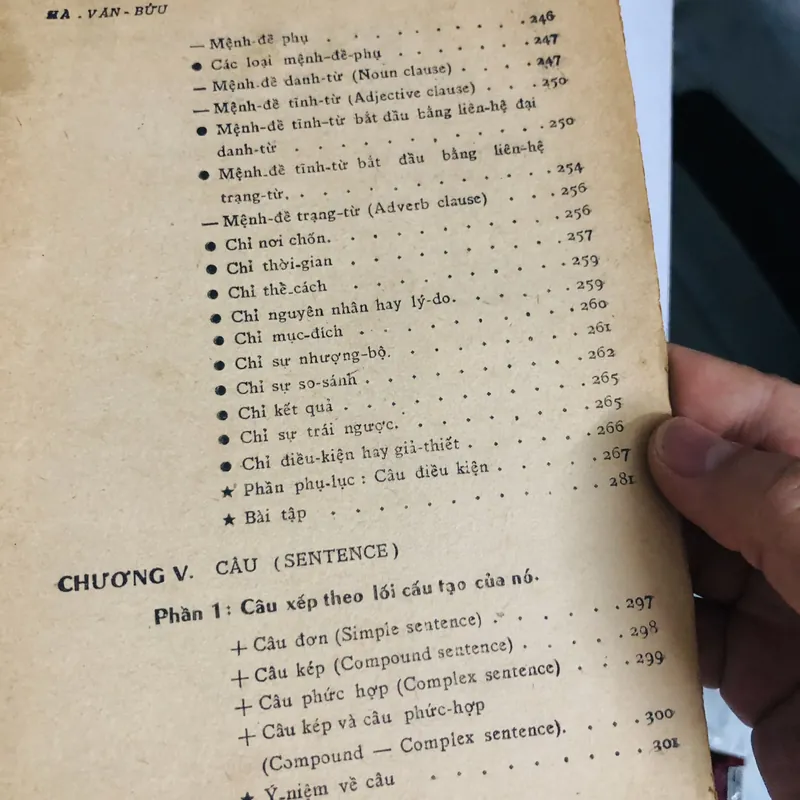 HÀ . VĂN - BỬU
— Mệnh-đề phụ . . . . . . . . . 246
● Các loại mệnh-đề-phụ . . . . . . 247
— Mệnh-đề danh-từ (Noun clause) . . . . 247
— Mệnh-đề tĩnh-từ (Adjective clause) . . . . 250
● Mệnh-đề tĩnh-từ bắt đầu bằng liên-hệ đại
danh-từ . . . . . . . . . . . 250
● Mệnh-đề tĩnh-từ bắt đầu bằng liên-hệ
trạng-từ. . . . . . . . . . . 254
— Mệnh-đề trạng-từ (Adverb clause) . . . 256
● Chỉ nơi chốn. . . . . . . . . . 256
● Chỉ thời-gian . . . . . . . . . 257
● Chỉ thể-cách . . . . . . . . . 259
● Chỉ nguyên nhân hay lý-do. . . . . . 259
● Chỉ mục-đích . . . . . . . . . 260
● Chỉ sự nhượng-bộ. . . . . . . . . 261
● Chỉ sự so-sánh . . . . . . . . . 262
● Chỉ kết quả . . . . . . . . . . 265
● Chỉ sự trái ngược. . . . . . . . . 265
● Chỉ điều-kiện hay giả-thiết . . . . . . 266
★ Phần phụ-lục : Câu điều kiện . . . . . 267
★ Bài tập . . . . . . . . . . . 281
CHƯƠNG V. CÂU (SENTENCE)
Phần 1 : Câu xếp theo lối cấu tạo của nó.
+ Câu đơn (Simple sentence) . . . . . 297
+ Câu kép (Compound sentence) . . . . 298
+ Câu phức hợp (Complex sentence) . . . 299
+ Câu kép và câu phức-hợp
(Compound — Complex sentence). . . . 300
★ Ý-niệm về câu . . . . . . . . . 301